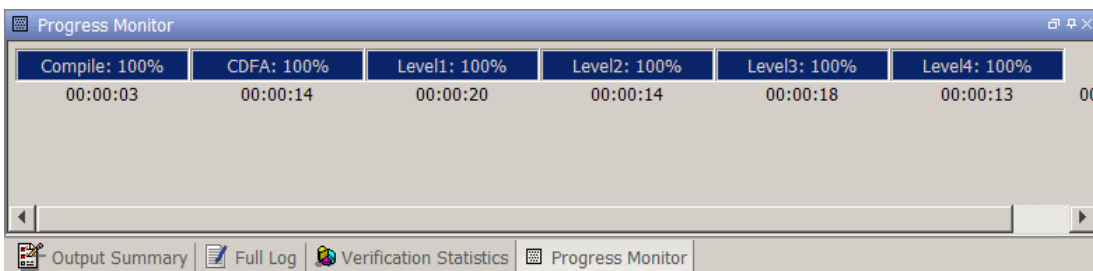 Progress Monitor
Compile: 100% CDFA: 100% Level1: 100% Level2: 100% Level3: 100% Level4: 100%
00:00:03 00:00:14 00:00:20 00:00:14 00:00:18 00:00:13
Output Summary Full Log Verification Statistics Progress Monitor